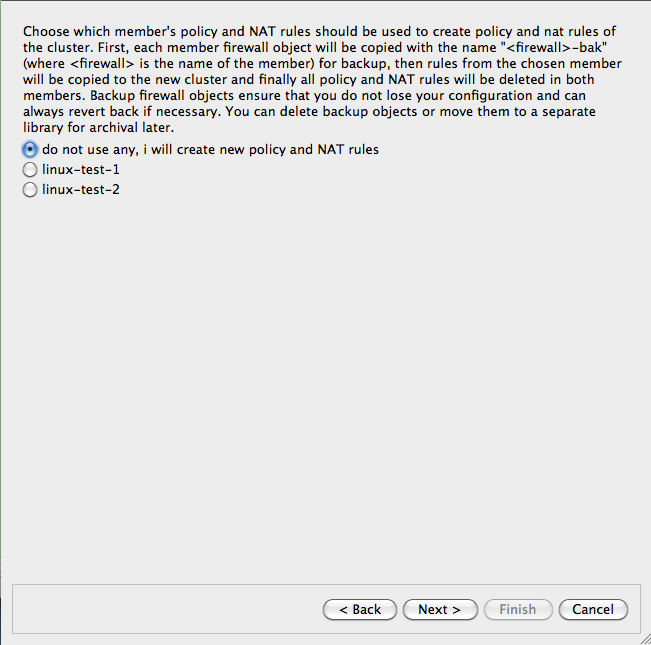 Choose which member's policy and NAT rules should be used to create policy and nat rules of
the cluster. First, each member firewall object will be copied with the name "<firewall>-bak"
(where <firewall> is the name of the member) for backup, then rules from the chosen member
will be copied to the new cluster and finally all policy and NAT rules will be deleted in both
members. Backup firewall objects ensure that you do not lose your configuration and can
always revert back if necessary. You can delete backup objects or move them to a separate
library for archival later.
do not use any, i will create new policy and NAT rules
linux-test-1
linux-test-2
< Back Next > Finish Cancel